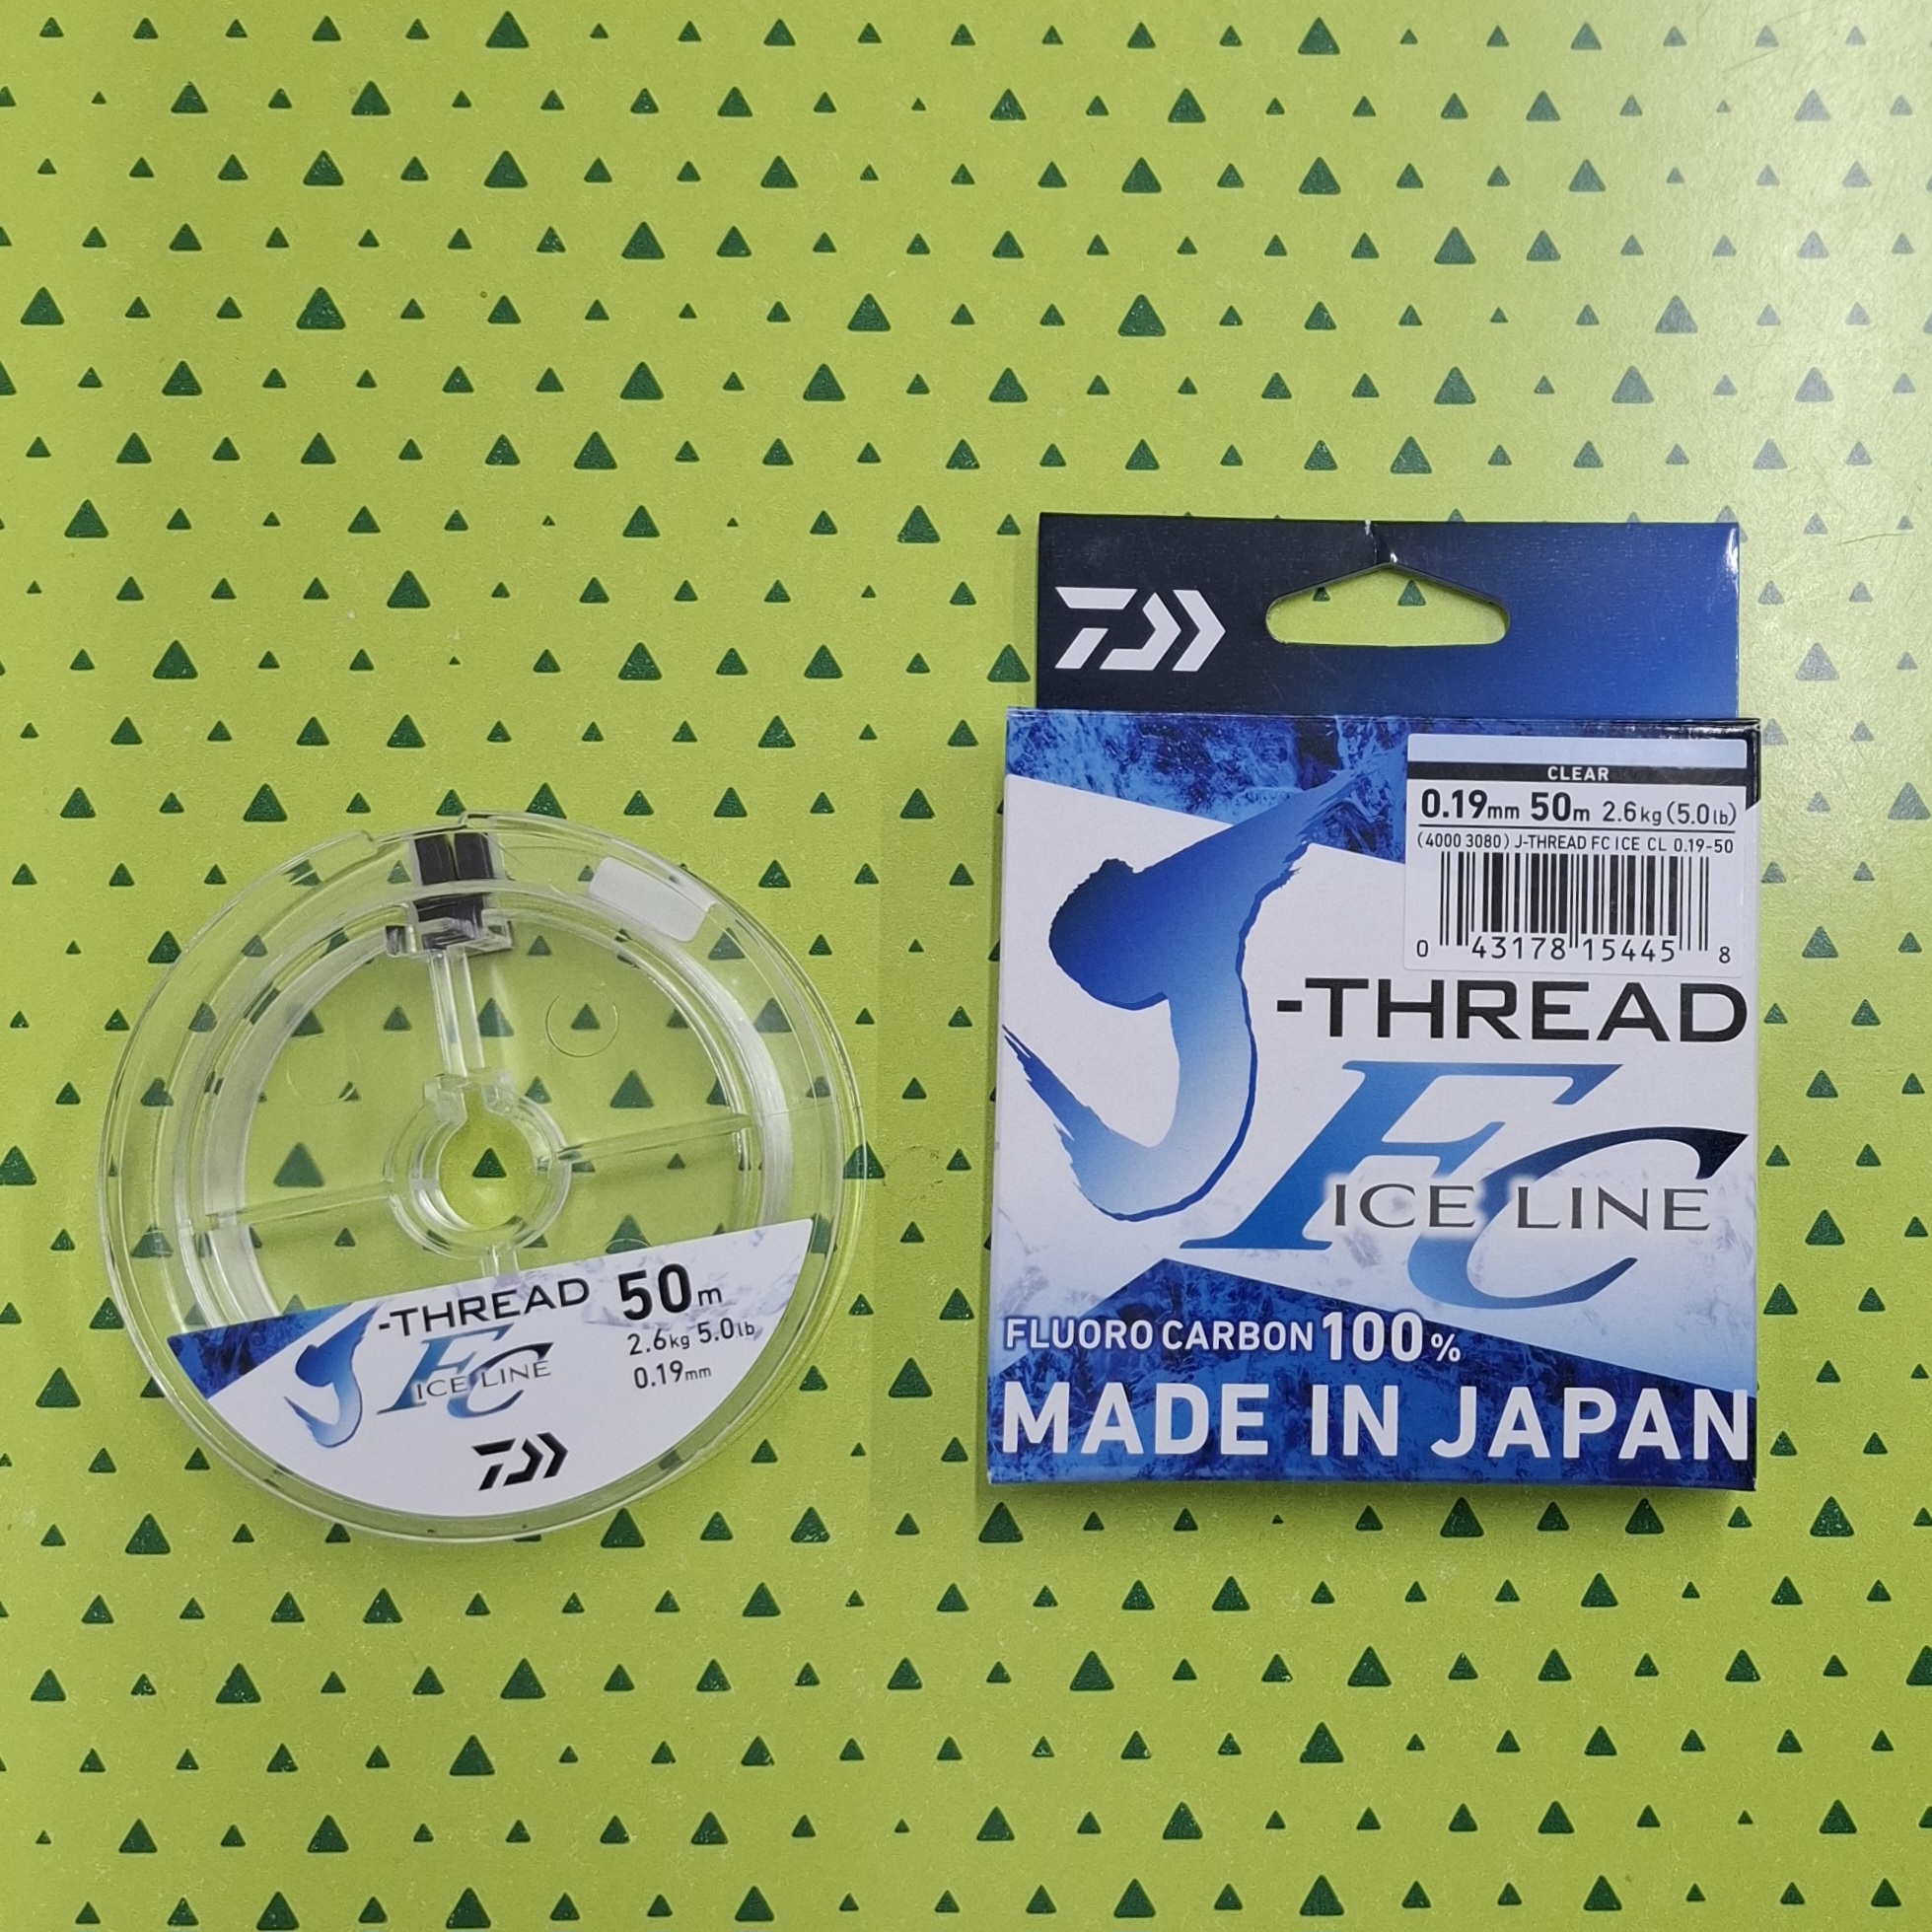 CLEAR
0.19mm 50m 2.6kg (5.0lb)
(4000 3080) J-THREAD FC ICE CL 0.19-50
0 43178 15445 8
J-THREAD
FC
ICE LINE
FLUORO CARBON 100%
MADE IN JAPAN
J-THREAD 50m
FC
ICE LINE
2.6kg 5.0lb
0.19mm